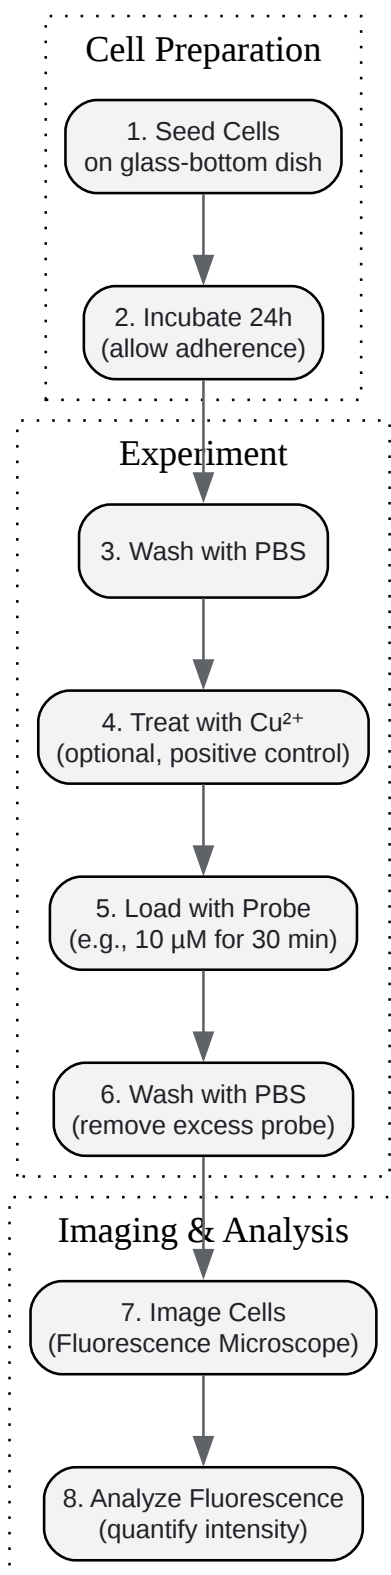 Cell Preparation
1. Seed Cells
on glass-bottom dish
2. Incubate 24h
(allow adherence)
Experiment
3. Wash with PBS
4. Treat with Cu²⁺
(optional, positive control)
5. Load with Probe
(e.g., 10 µM for 30 min)
6. Wash with PBS
(remove excess probe)
Imaging & Analysis
7. Image Cells
(Fluorescence Microscope)
8. Analyze Fluorescence
(quantify intensity)